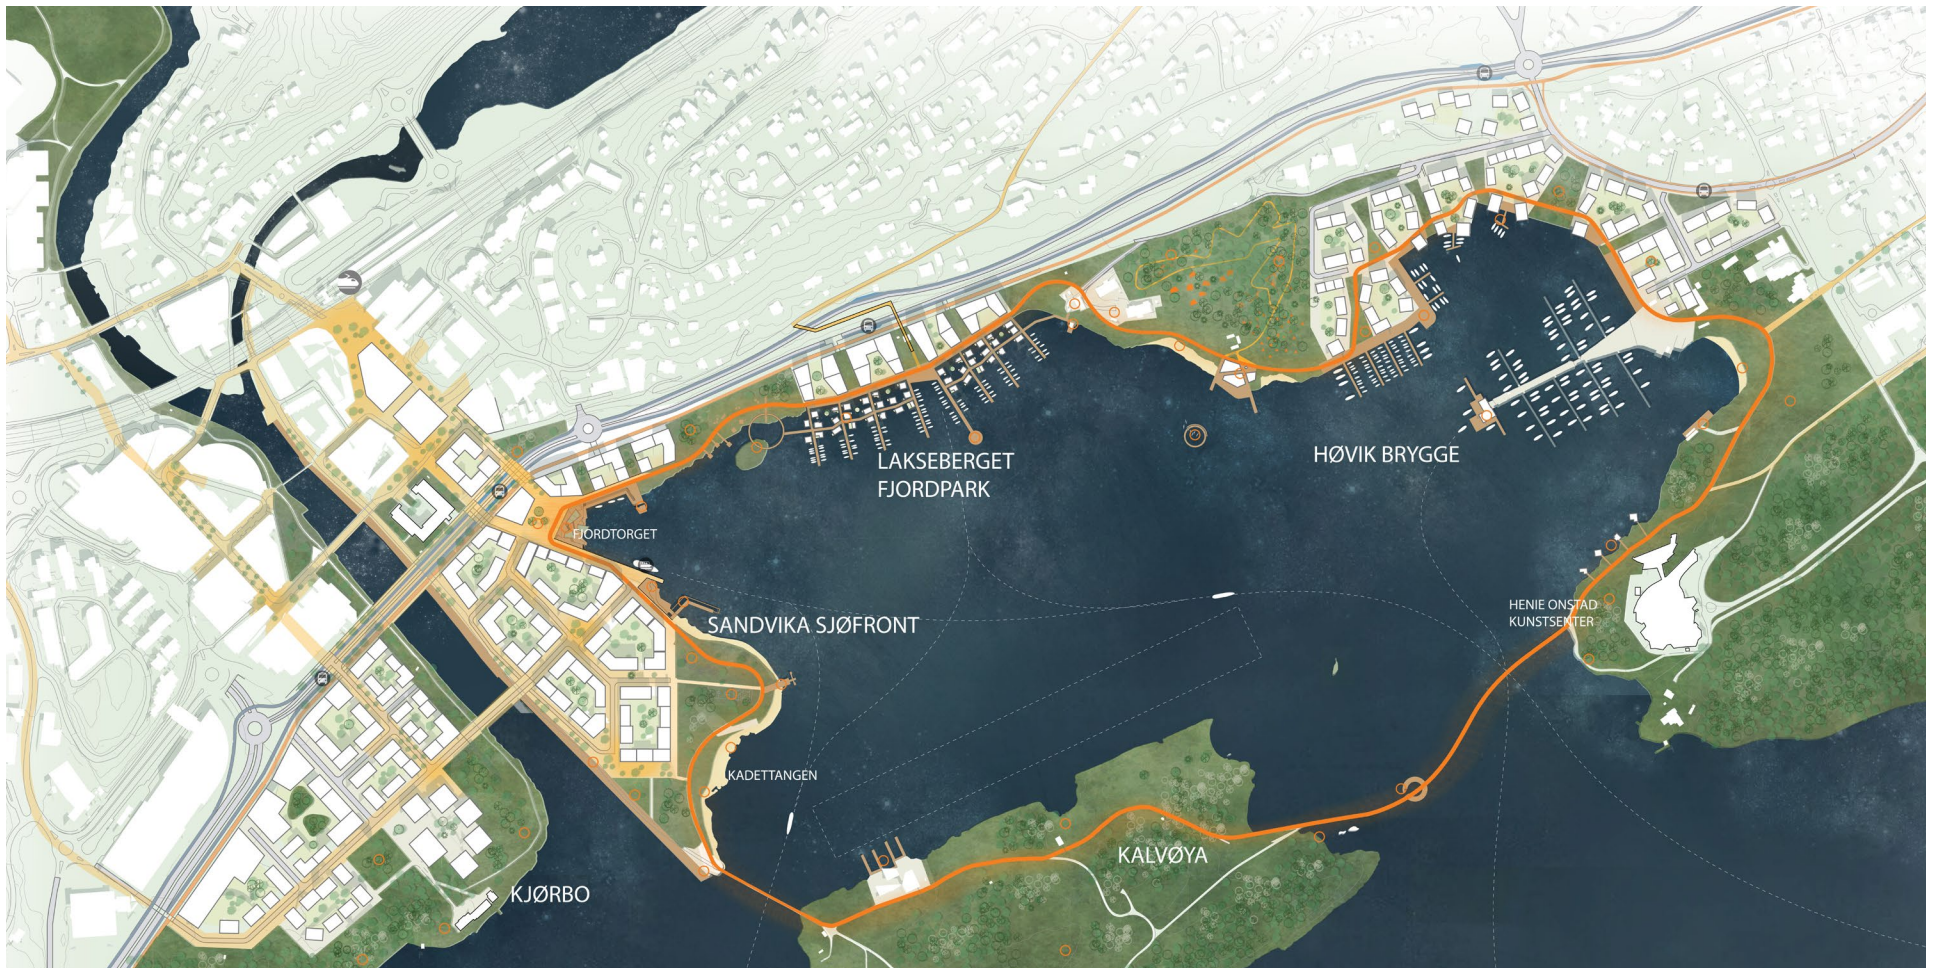 LAKSEBERGET
FJORDPARK
HØVIK BRYGGE
FJORDTORGET
SANDVIKA SJØFRONT
HENIE ONSTAD
KUNSTSENTER
KADETTANGEN
KALVØYA
KJØRBO